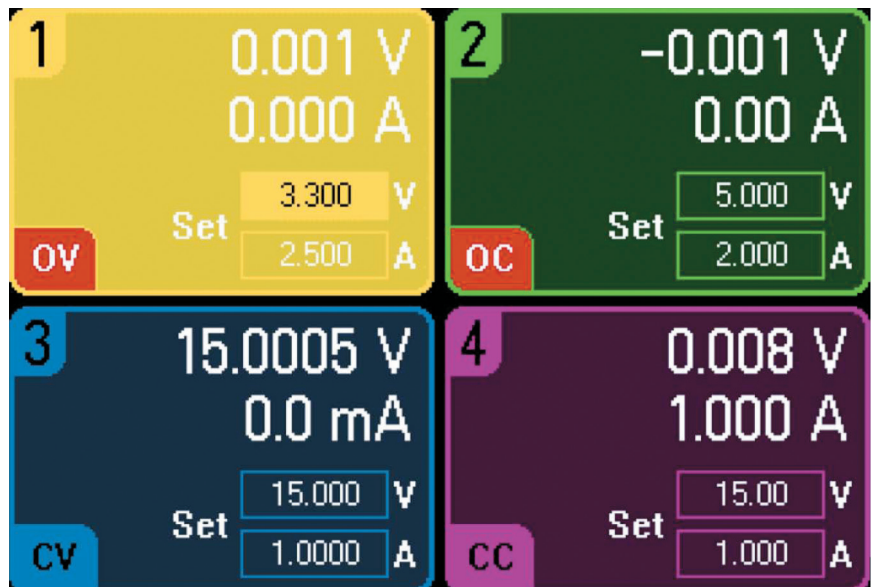 1
0.001 V
0.000 A
Set
3.300 V
2.500 A
OV
2
-0.001 V
0.00 A
Set
5.000 V
2.000 A
OC
3
15.0005 V
0.0 mA
Set
15.000 V
1.0000 A
CV
4
0.008 V
1.000 A
Set
15.00 V
1.000 A
CC